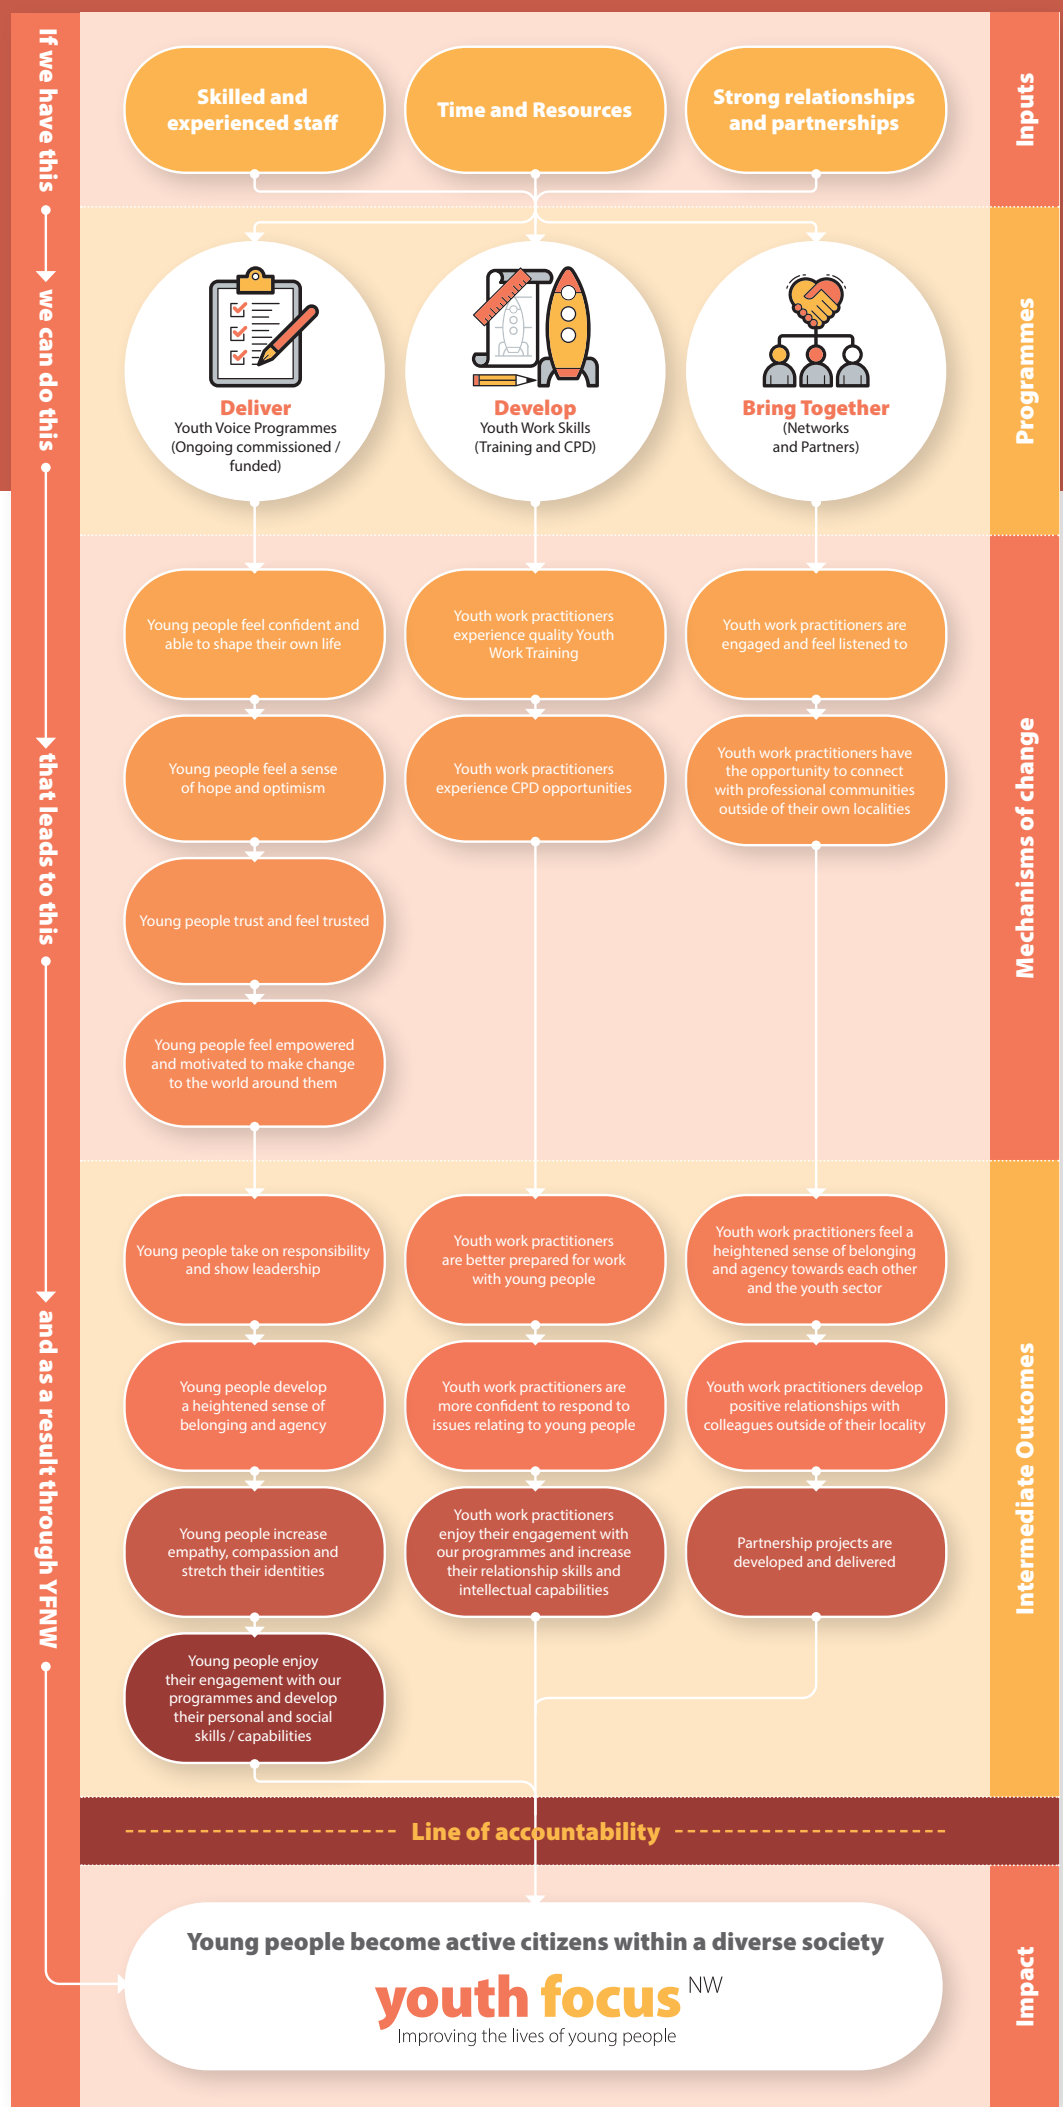 If we have this
we can do this
that leads to this
and as a result through YFNW
Inputs
Skilled and
experienced staff
Time and Resources
Strong relationships
and partnerships
Programmes
Deliver
Youth Voice Programmes
(Ongoing commissioned /
funded)
Develop
Youth Work Skills
(Training and CPD)
Bring Together
(Networks
and Partners)
Mechanisms of change
Young people feel confident and
able to shape their own life
Young people feel a sense
of hope and optimism
Young people trust and feel trusted
Young people feel empowered
and motivated to make change
to the world around them
Youth work practitioners
experience quality Youth
Work Training
Youth work practitioners
experience CPD opportunities
Youth work practitioners are
engaged and feel listened to
Youth work practitioners have
the opportunity to connect
with professional communities
outside of their own localities
Intermediate Outcomes
Young people take on responsibility
and show leadership
Young people develop
a heightened sense of
belonging and agency
Young people increase
empathy, compassion and
stretch their identities
Young people enjoy
their engagement with our
programmes and develop
their personal and social
skills / capabilities
Youth work practitioners
are better prepared for work
with young people
Youth work practitioners are
more confident to respond to
issues relating to young people
Youth work practitioners
enjoy their engagement with
our programmes and increase
their relationship skills and
intellectual capabilities
Youth work practitioners feel a
heightened sense of belonging
and agency towards each other
and the youth sector
Youth work practitioners develop
positive relationships with
colleagues outside of their locality
Partnership projects are
developed and delivered
Line of accountability
Impact
Young people become active citizens within a diverse society
youth focus NW
Improving the lives of young people